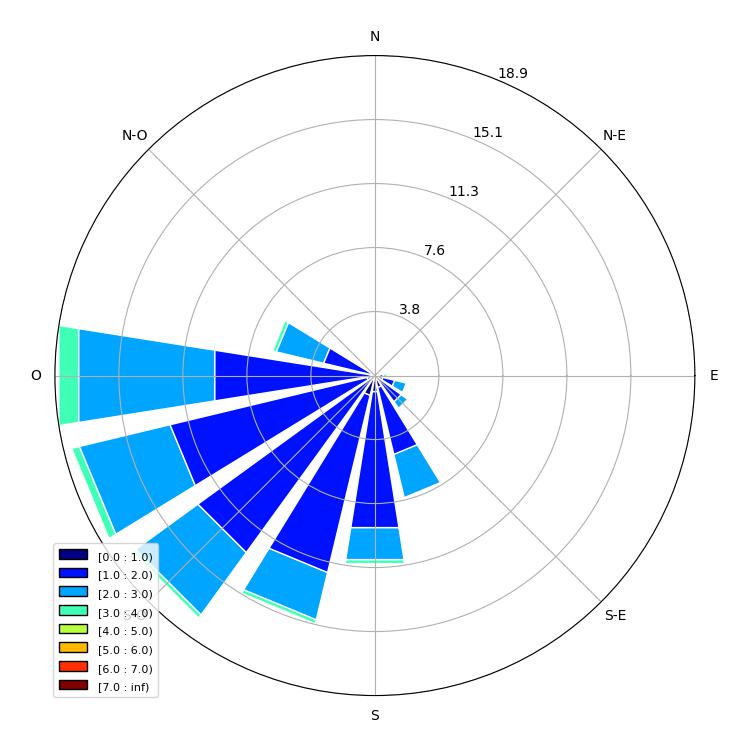 N
18.9
N-O
15.1
N-E
11.3
7.6
3.8
O
E
[0.0 : 1.0)
[1.0 : 2.0)
[2.0 : 3.0)
[3.0 : 4.0)
[4.0 : 5.0)
[5.0 : 6.0)
[6.0 : 7.0)
[7.0 : inf)
S-E
S